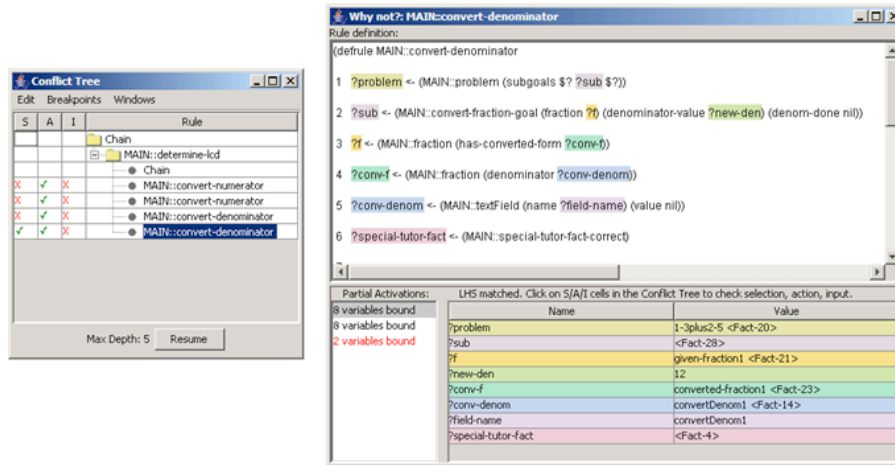 Conflict Tree
Edit Breakpoints Windows
S A I Rule
Chain
MAIN::determine-lcd
Chain
X ✓ X MAIN::convert-numerator
X ✓ X MAIN::convert-numerator
X ✓ X MAIN::convert-denominator
✓ ✓ X MAIN::convert-denominator
Max Depth: 5 Resume
Why not?: MAIN::convert-denominator
Rule definition:
(defrule MAIN::convert-denominator
1 ?problem <- (MAIN::problem (subgoals $? ?sub $?))
2 ?sub <- (MAIN::convert-fraction-goal (fraction ?f) (denominator-value ?new-den) (denom-done nil))
3 ?f <- (MAIN::fraction (has-converted-form ?conv-f))
4 ?conv-f <- (MAIN::fraction (denominator ?conv-denom))
5 ?conv-denom <- (MAIN::textField (name ?field-name) (value nil))
6 ?special-tutor-fact <- (MAIN::special-tutor-fact-correct)
Partial Activations:
8 variables bound
8 variables bound
2 variables bound
LHS matched. Click on S/A/I cells in the Conflict Tree to check selection, action, input.
Name Value
?problem 1-3plus2-5 <Fact-20>
?sub <Fact-28>
?f given-fraction1 <Fact-21>
?new-den 12
?conv-f converted-fraction1 <Fact-23>
?conv-denom convertDenom1 <Fact-14>
?field-name convertDenom1
?special-tutor-fact <Fact-4>